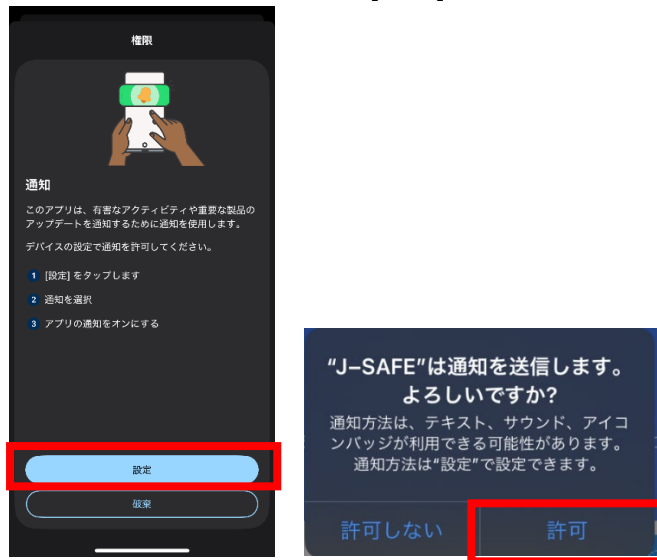 権限
通知
このアプリは、有害なアクティビティや重要な製品の
アップデートを通知するために通知を使用します。
デバイスの設定で通知を許可してください。
1 [設定] をタップします
2 通知を選択
3 アプリの通知をオンにする
設定
破棄
“J–SAFE”は通知を送信します。
よろしいですか?
通知方法は、テキスト、サウンド、アイコ
ンバッジが利用できる可能性があります。
通知方法は“設定”で設定できます。
許可しない
許可